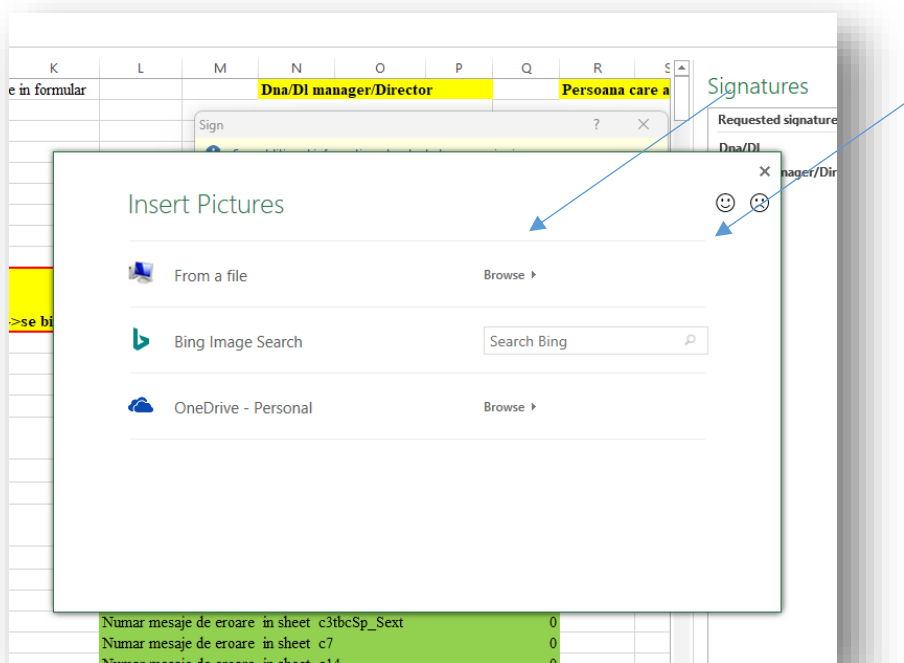 K L M N O P Q R S
e in formular Dna/Dl manager/Director Persoana care a
Signatures
Requested signature
Sign ?
Dna/Dl
nager/Dir
Insert Pictures
From a file Browse
->se bi
Bing Image Search Search Bing
OneDrive - Personal Browse
Numar mesaje de eroare in sheet c3tbcSp_Sext 0
Numar mesaje de eroare in sheet c7 0